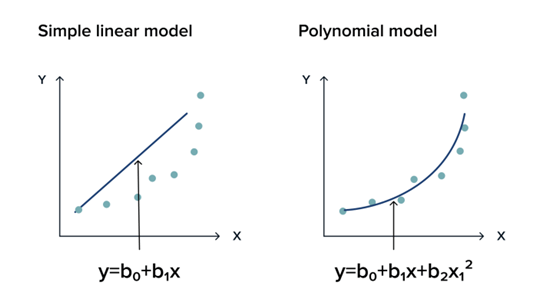 Simple linear model
Y
X
y=b₀+b₁x
Polynomial model
Y
X
y=b₀+b₁x+b₂x₁²